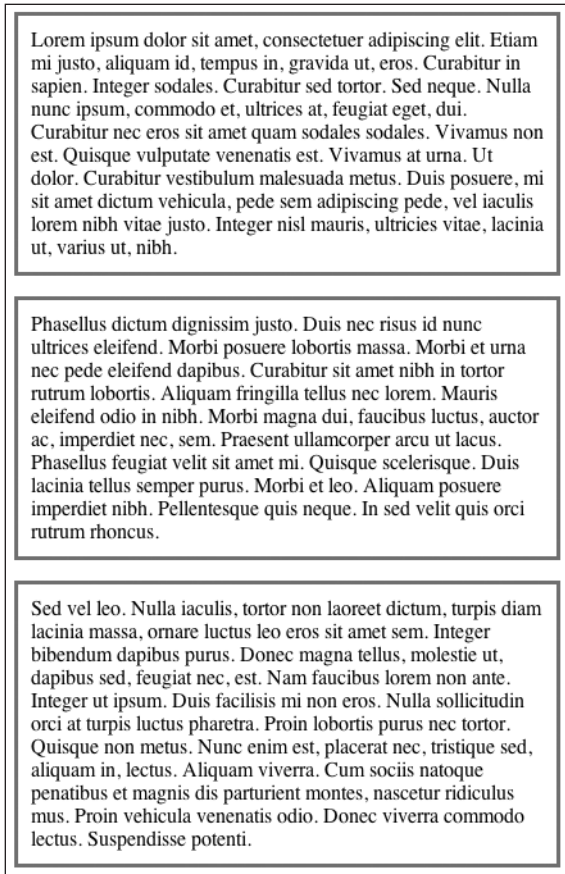 Lorem ipsum dolor sit amet, consectetuer adipiscing elit. Etiam
mi justo, aliquam id, tempus in, gravida ut, eros. Curabitur in
sapien. Integer sodales. Curabitur sed tortor. Sed neque. Nulla
nunc ipsum, commodo et, ultrices at, feugiat eget, dui.
Curabitur nec eros sit amet quam sodales sodales. Vivamus non
est. Quisque vulputate venenatis est. Vivamus at urna. Ut
dolor. Curabitur vestibulum malesuada metus. Duis posuere, mi
sit amet dictum vehicula, pede sem adipiscing pede, vel iaculis
lorem nibh vitae justo. Integer nisl mauris, ultricies vitae, lacinia
ut, varius ut, nibh.
Phasellus dictum dignissim justo. Duis nec risus id nunc
ultrices eleifend. Morbi posuere lobortis massa. Morbi et urna
nec pede eleifend dapibus. Curabitur sit amet nibh in tortor
rutrum lobortis. Aliquam fringilla tellus nec lorem. Mauris
eleifend odio in nibh. Morbi magna dui, faucibus luctus, auctor
ac, imperdiet nec, sem. Praesent ullamcorper arcu ut lacus.
Phasellus feugiat velit sit amet mi. Quisque scelerisque. Duis
lacinia tellus semper purus. Morbi et leo. Aliquam posuere
imperdiet nibh. Pellentesque quis neque. In sed velit quis orci
rutrum rhoncus.
Sed vel leo. Nulla iaculis, tortor non laoreet dictum, turpis diam
lacinia massa, ornare luctus leo eros sit amet sem. Integer
bibendum dapibus purus. Donec magna tellus, molestie ut,
dapibus sed, feugiat nec, est. Nam faucibus lorem non ante.
Integer ut ipsum. Duis facilisis mi non eros. Nulla sollicitudin
orci at turpis luctus pharetra. Proin lobortis purus nec tortor.
Quisque non metus. Nunc enim est, placerat nec, tristique sed,
aliquam in, lectus. Aliquam viverra. Cum sociis natoque
penatibus et magnis dis parturient montes, nascetur ridiculus
mus. Proin vehicula venenatis odio. Donec viverra commodo
lectus. Suspendisse potenti.